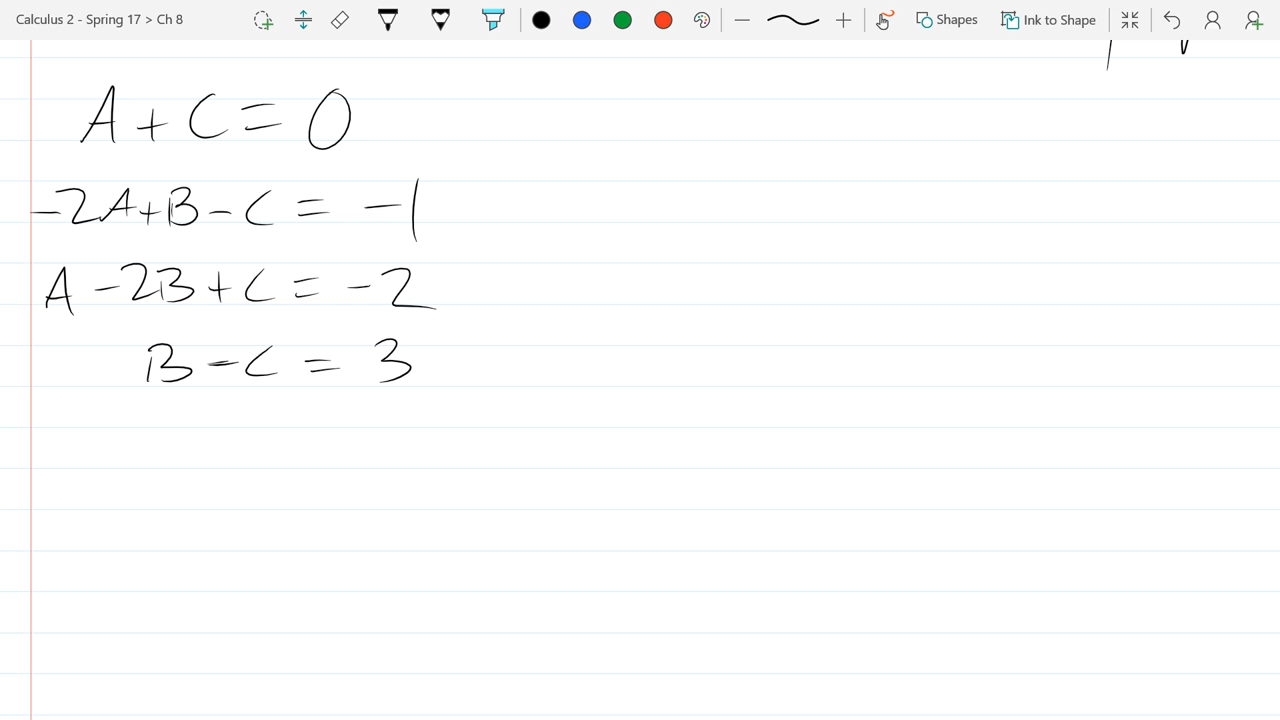 Calculus 2 - Spring 17 > Ch 8
Shapes
Ink to Shape
A + C = 0
-2A + B - C = -1
A - 2B + C = -2
B - C = 3